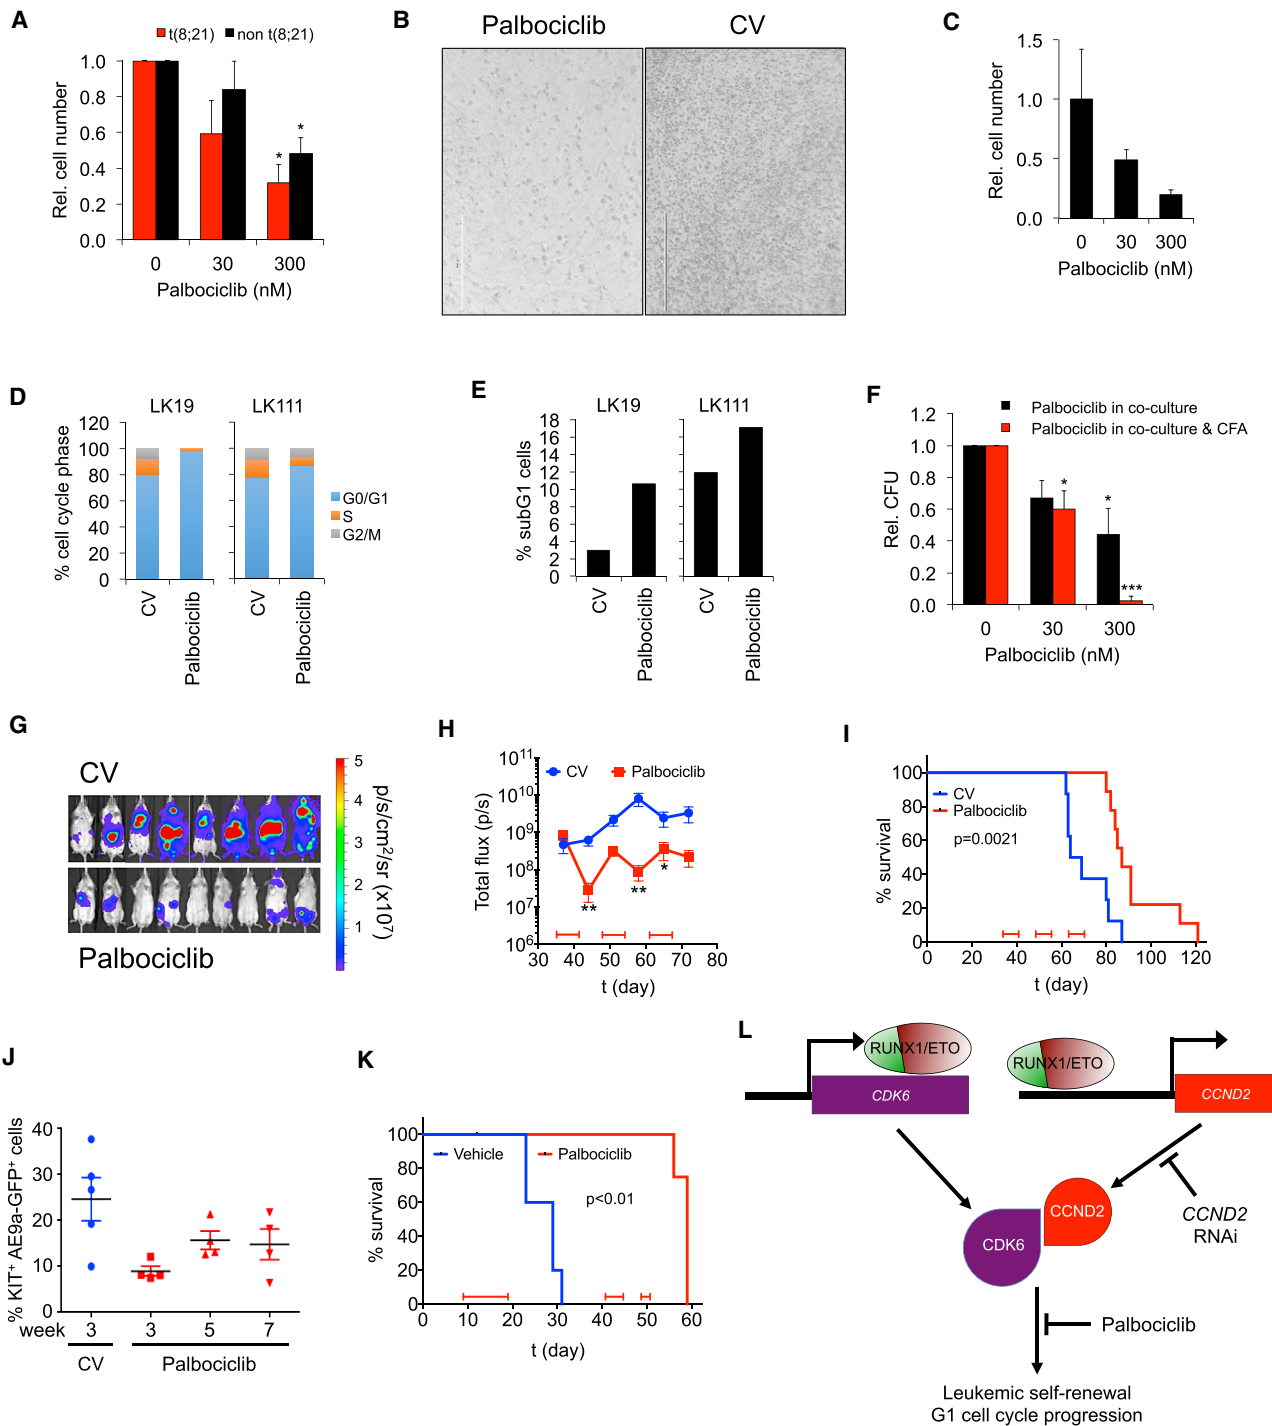 A
t(8;21) non t(8;21)
Rel. cell number
1.0
0.8
0.6
0.4
0.2
0.0
* *
0 30 300
Palbociclib (nM)
B
Palbociclib CV
C
Rel. cell number
1.5
1.0
0.5
0.0
0 30 300
Palbociclib (nM)
D
LK19 LK111
% cell cycle phase
120
100
80
60
40
20
0
G0/G1
S
G2/M
CV Palbociclib CV Palbociclib
E
LK19 LK111
% subG1 cells
18
16
14
12
10
8
6
4
2
0
CV Palbociclib CV Palbociclib
F
Palbociclib in co-culture
Palbociclib in co-culture & CFA
Rel. CFU
1.2
1.0
0.8
0.6
0.4
0.2
0.0
* * ***
0 30 300
Palbociclib (nM)
G
CV
Palbociclib
5
4
3
2
1
p/s/cm²/sr (x10⁷)
H
CV Palbociclib
Total flux (p/s)
10¹¹
10¹⁰
10⁹
10⁸
10⁷
10⁶
** ** *
30 40 50 60 70 80
t (day)
I
CV
Palbociclib
p=0.0021
% survival
100
80
60
40
20
0
0 20 40 60 80 100 120
t (day)
J
% KIT⁺ AE9a-GFP⁺ cells
40
30
20
10
0
week 3 3 5 7
CV Palbociclib
K
Vehicle Palbociclib
p<0.01
% survival
100
80
60
40
20
0
0 10 20 30 40 50 60
t (day)
L
RUNX1/ETO RUNX1/ETO
CDK6 CCND2
CCND2
CDK6
CCND2
RNAi
Palbociclib
Leukemic self-renewal
G1 cell cycle progression